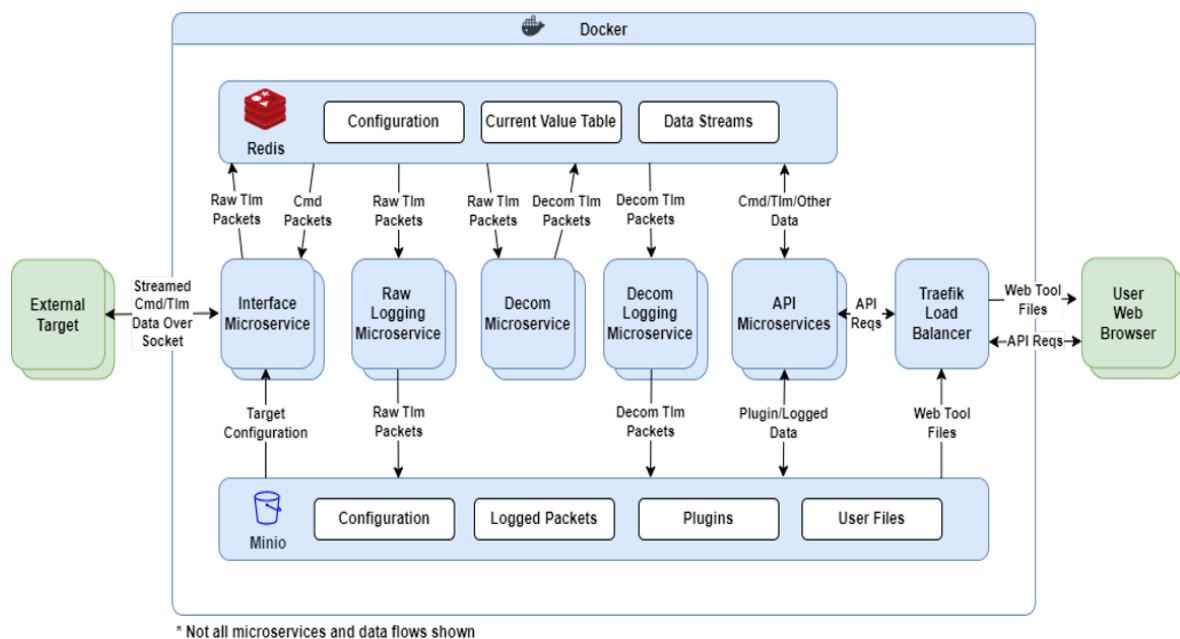 Docker
Redis
Configuration
Current Value Table
Data Streams
Raw Tlm
Packets
Cmd
Packets
Raw Tlm
Packets
Raw Tlm
Packets
Decom Tlm
Packets
Decom Tlm
Packets
Cmd/Tlm/Other
Data
External
Target
Streamed
Cmd/Tlm
Data Over
Socket
Interface
Microservice
Raw
Logging
Microservice
Decom
Microservice
Decom
Logging
Microservice
API
Microservices
API
Reqs
Traefik
Load
Balancer
Web Tool
Files
API Reqs
User
Web
Browser
Target
Configuration
Raw Tlm
Packets
Decom Tlm
Packets
Plugin/Logged
Data
Web Tool
Files
Minio
Configuration
Logged Packets
Plugins
User Files
* Not all microservices and data flows shown